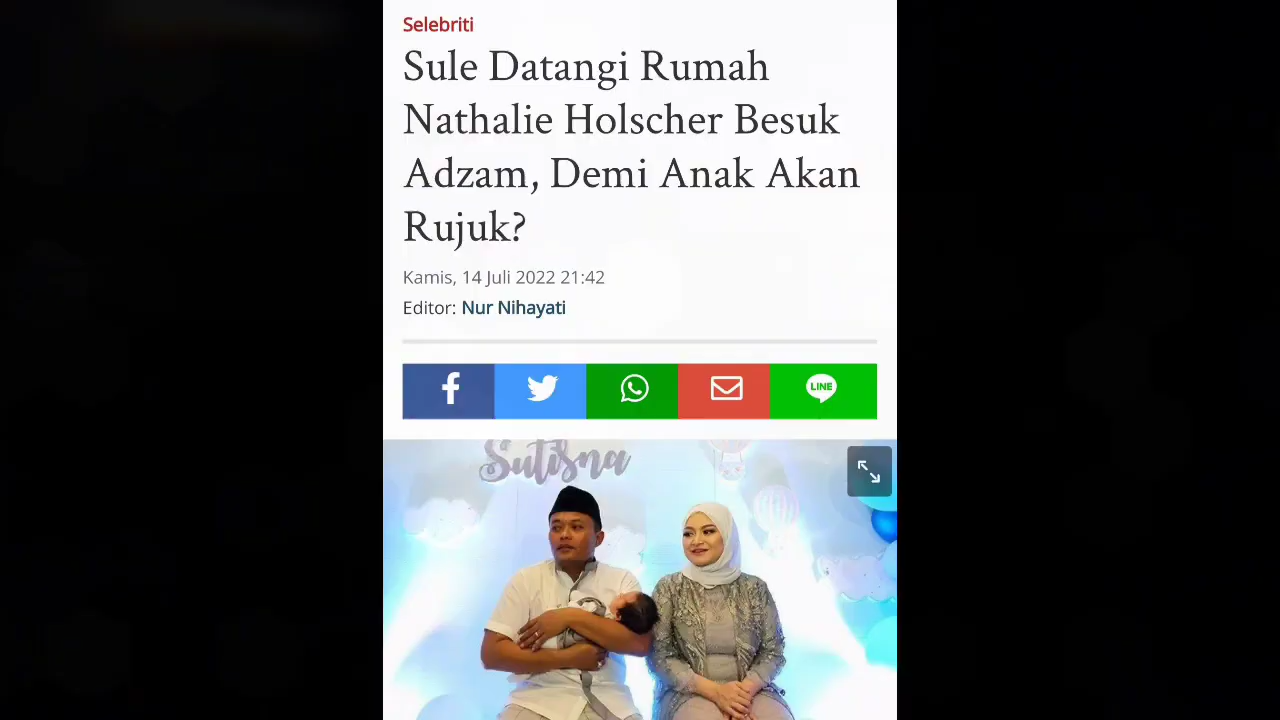 Selebriti
Sule Datangi Rumah
Nathalie Holscher Besuk
Adzam, Demi Anak Akan
Rujuk?
Kamis, 14 Juli 2022 21:42
Editor: Nur Nihayati
LINE
Sutisna